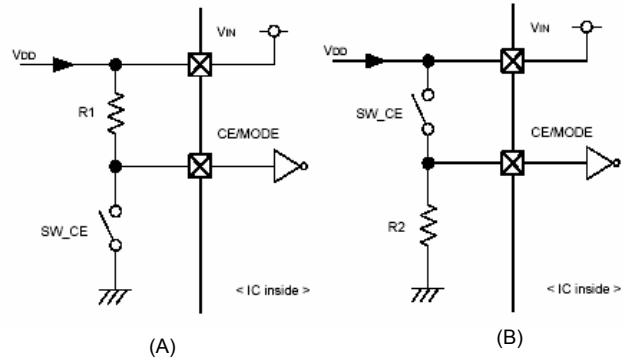 VDD
VIN
R1
CE/MODE
SW_CE
< IC inside >
(A)
VDD
VIN
SW_CE
CE/MODE
R2
< IC inside >
(B)